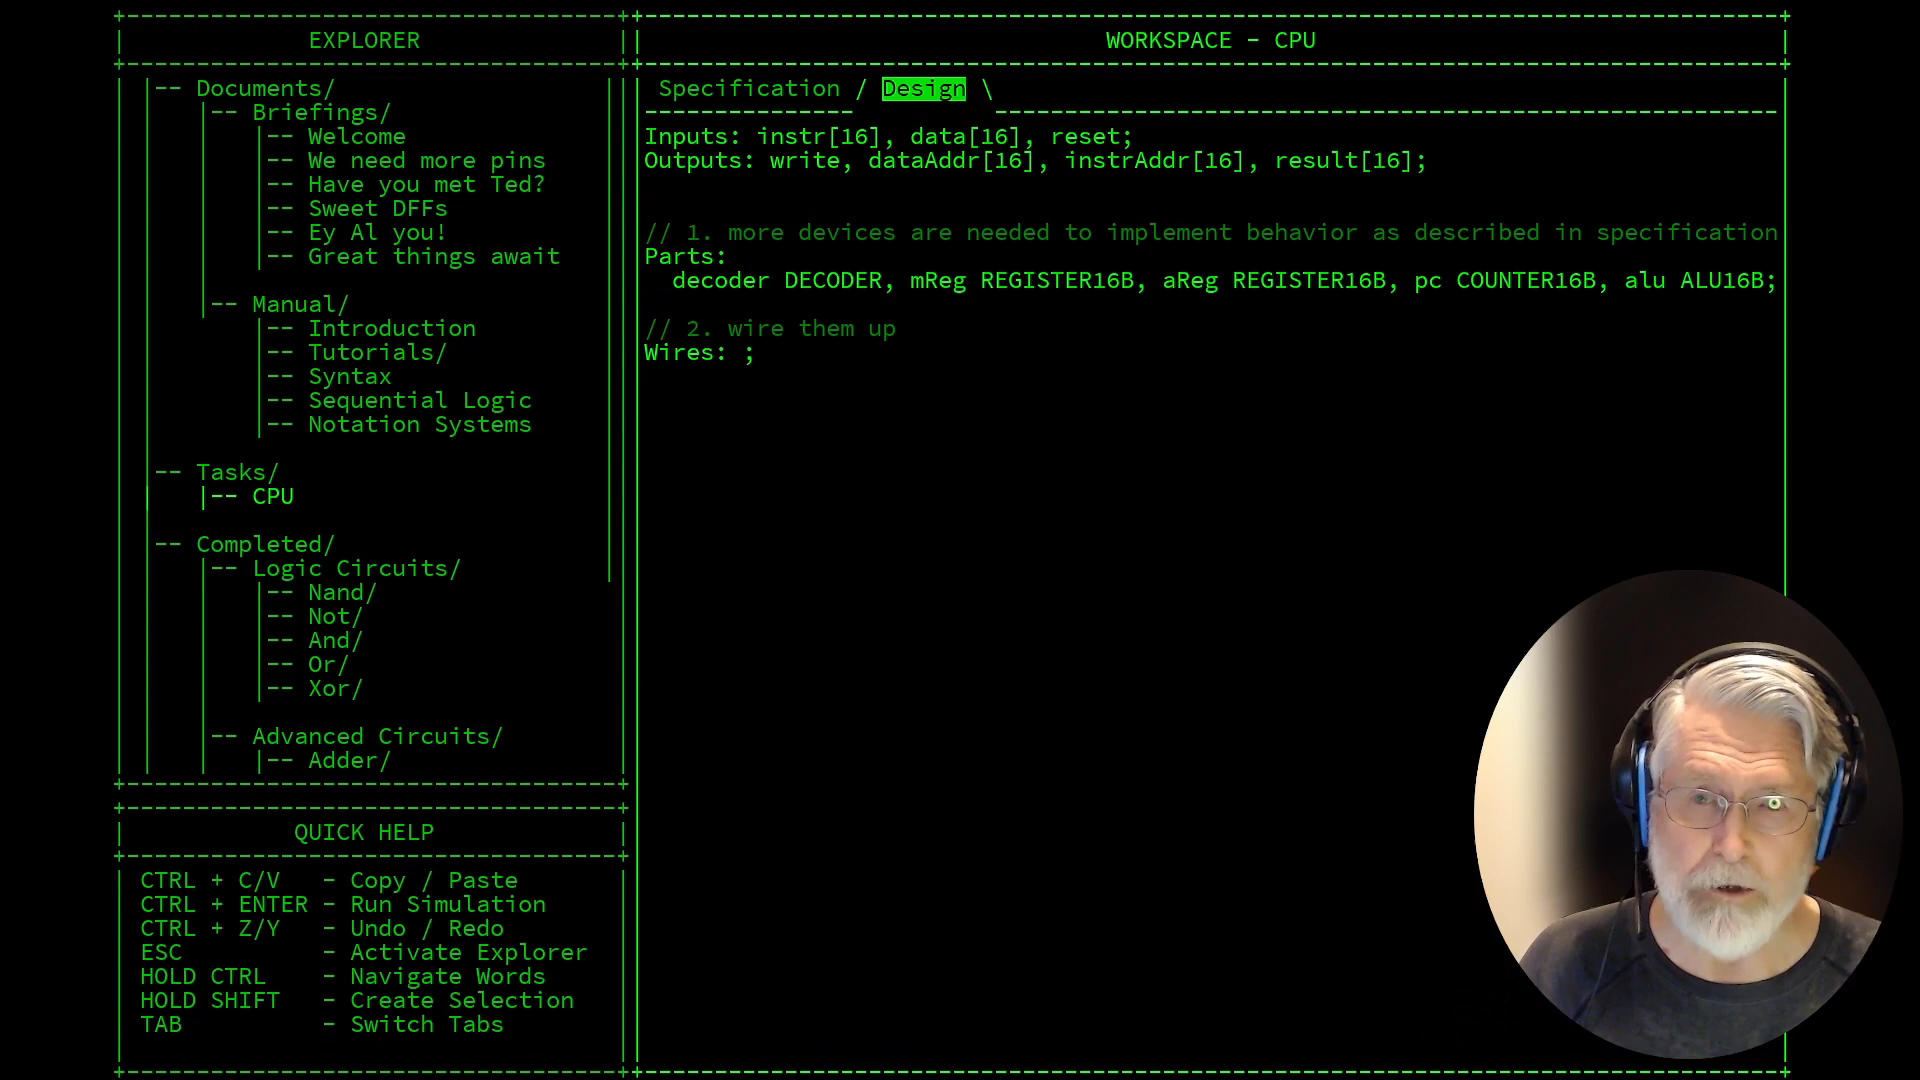 EXPLORER
-- Documents/
-- Briefings/
-- Welcome
-- We need more pins
-- Have you met Ted?
-- Sweet DFFs
-- Ey Al you!
-- Great things await
-- Manual/
-- Introduction
-- Tutorials/
-- Syntax
-- Sequential Logic
-- Notation Systems
-- Tasks/
-- CPU
-- Completed/
-- Logic Circuits/
-- Nand/
-- Not/
-- And/
-- Or/
-- Xor/
-- Advanced Circuits/
-- Adder/
QUICK HELP
CTRL + C/V - Copy / Paste
CTRL + ENTER - Run Simulation
CTRL + Z/Y - Undo / Redo
ESC - Activate Explorer
HOLD CTRL - Navigate Words
HOLD SHIFT - Create Selection
TAB - Switch Tabs
WORKSPACE - CPU
Specification / Design \
Inputs: instr[16], data[16], reset;
Outputs: write, dataAddr[16], instrAddr[16], result[16];
// 1. more devices are needed to implement behavior as described in specification
Parts:
decoder DECODER, mReg REGISTER16B, aReg REGISTER16B, pc COUNTER16B, alu ALU16B;
// 2. wire them up
Wires: ;